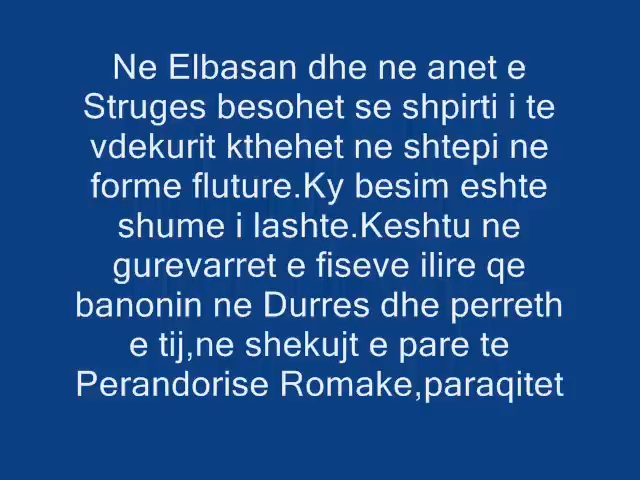 Ne Elbasan dhe ne anet e
Struges besohet se shpirti i te
vdekurit kthehet ne shtepi ne
forme fluture.Ky besim eshte
shume i lashte.Keshtu ne
gurevarret e fiseve ilire qe
banonin ne Durres dhe perreth
e tij,ne shekujt e pare te
Perandorise Romake,paraqitet